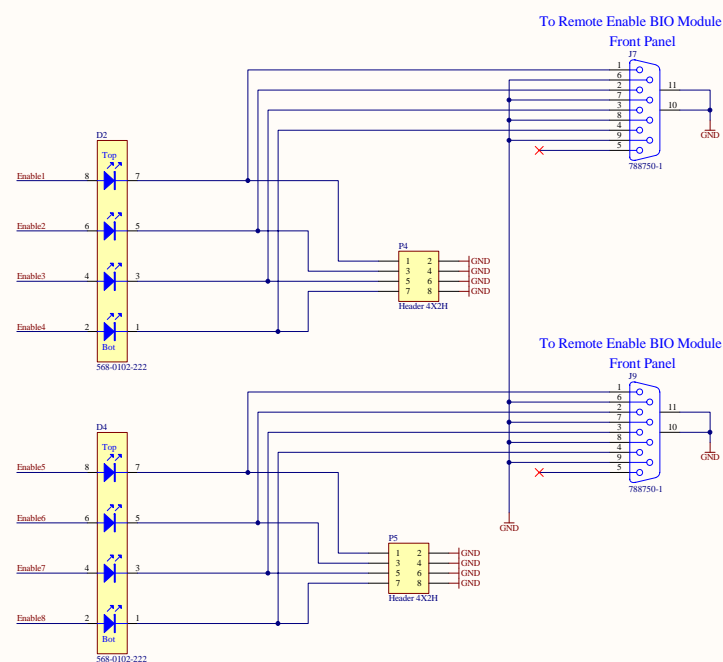 To Remote Enable BIO Module
Front Panel
J7
1
6
2
7
3
8
4
9
5
11
10
GND
788750-1
D2
Top
Enable1
8
7
Enable2
6
5
Enable3
4
3
Enable4
2
1
Bot
568-0102-222
P4
1 2 GND
3 4 GND
5 6 GND
7 8 GND
Header 4X2H
To Remote Enable BIO Module
Front Panel
J9
1
6
2
7
3
8
4
9
5
11
10
GND
788750-1
D4
Top
Enable5
8
7
Enable6
6
5
Enable7
4
3
Enable8
2
1
Bot
568-0102-222
GND
P5
1 2 GND
3 4 GND
5 6 GND
7 8 GND
Header 4X2H